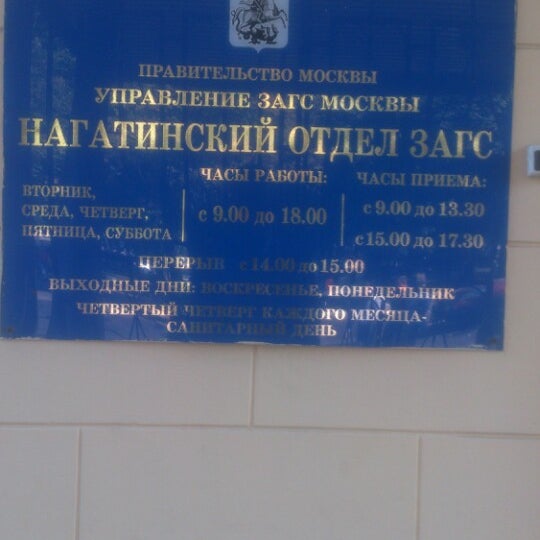 ПРАВИТЕЛЬСТВО МОСКВЫ
УПРАВЛЕНИЕ ЗАГС МОСКВЫ
НАГАТИНСКИЙ ОТДЕЛ ЗАГС
ЧАСЫ РАБОТЫ: ЧАСЫ ПРИЕМА:
ВТОРНИК,
СРЕДА, ЧЕТВЕРГ,
ПЯТНИЦА, СУББОТА
с 9.00 до 18.00
с 9.00 до 13.30
с 15.00 до 17.30
ПЕРЕРЫВ с 14.00 до 15.00
ВЫХОДНЫЕ ДНИ: ВОСКРЕСЕНЬЕ, ПОНЕДЕЛЬНИК
ЧЕТВЕРТЫЙ ЧЕТВЕРГ КАЖДОГО МЕСЯЦА-
САНИТАРНЫЙ ДЕНЬ